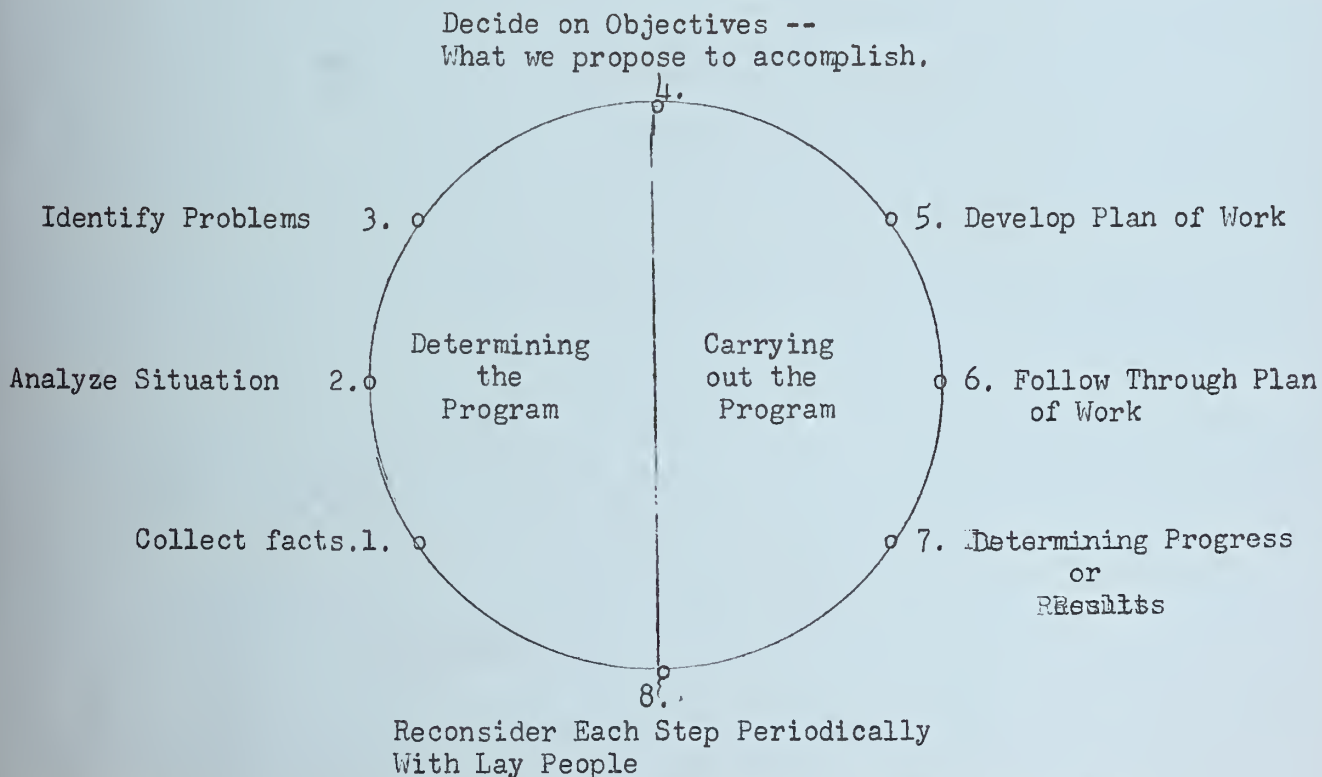 Decide on Objectives --
What we propose to accomplish.
4.
Identify Problems 3.
5. Develop Plan of Work
Determining
the
Program
Carrying
out the
Program
Analyze Situation 2.
6. Follow Through Plan
of Work
Collect facts.1.
7. Determining Progress
or
Results
8.
Reconsider Each Step Periodically
With Lay People